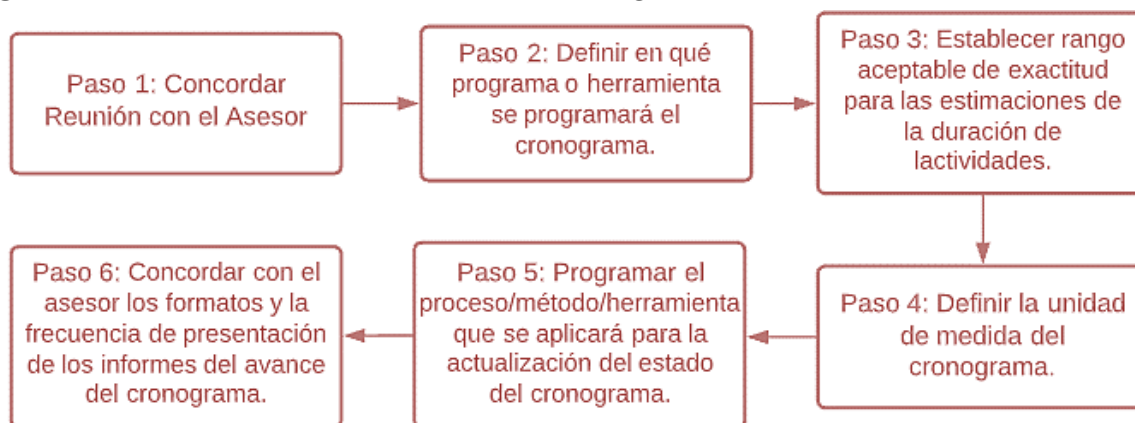 Paso 1: Concordar
Reunión con el Asesor
Paso 2: Definir en qué
programa o herramienta
se programará el
cronograma.
Paso 3: Establecer rango
aceptable de exactitud
para las estimaciones de
la duración de
lactividades.
Paso 4: Definir la unidad
de medida del
cronograma.
Paso 5: Programar el
proceso/método/herramienta
que se aplicará para la
actualización del estado
del cronograma.
Paso 6: Concordar con el
asesor los formatos y la
frecuencia de presentación
de los informes del avance
del cronograma.